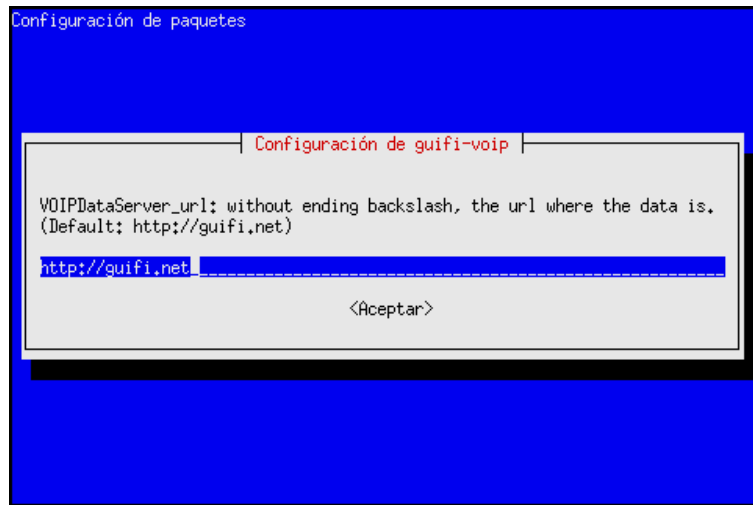 Configuración de paquetes
Configuración de guifi-voip
VOIPDataServer_url: without ending backslash, the url where the data is.
(Default: http://guifi.net)
http://guifi.net
<Aceptar>